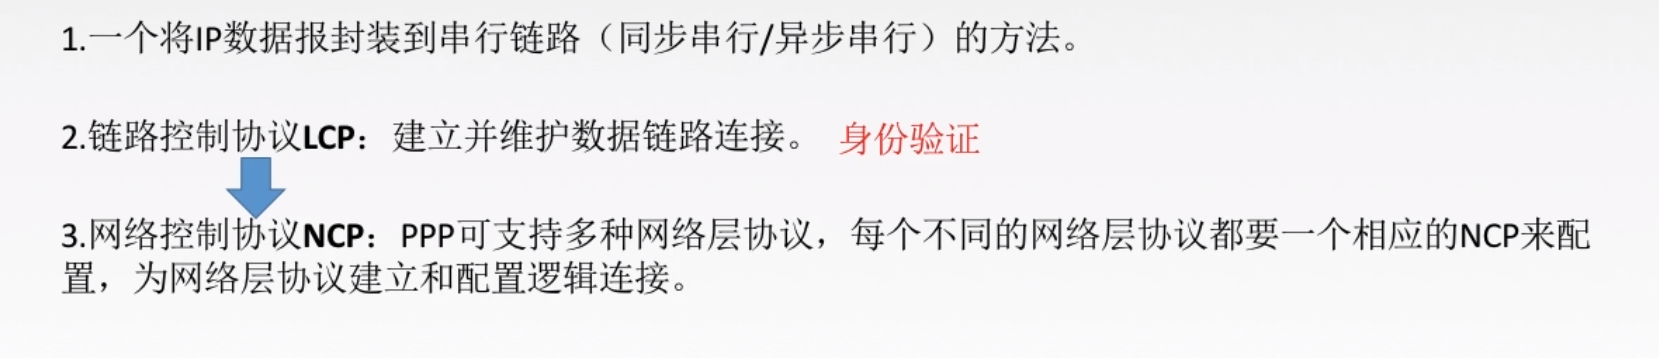 1.一个将IP数据报封装到串行链路（同步串行/异步串行）的方法。
2.链路控制协议LCP：建立并维护数据链路连接。 身份验证
3.网络控制协议NCP：PPP可支持多种网络层协议，每个不同的网络层协议都要一个相应的NCP来配
置，为网络层协议建立和配置逻辑连接。